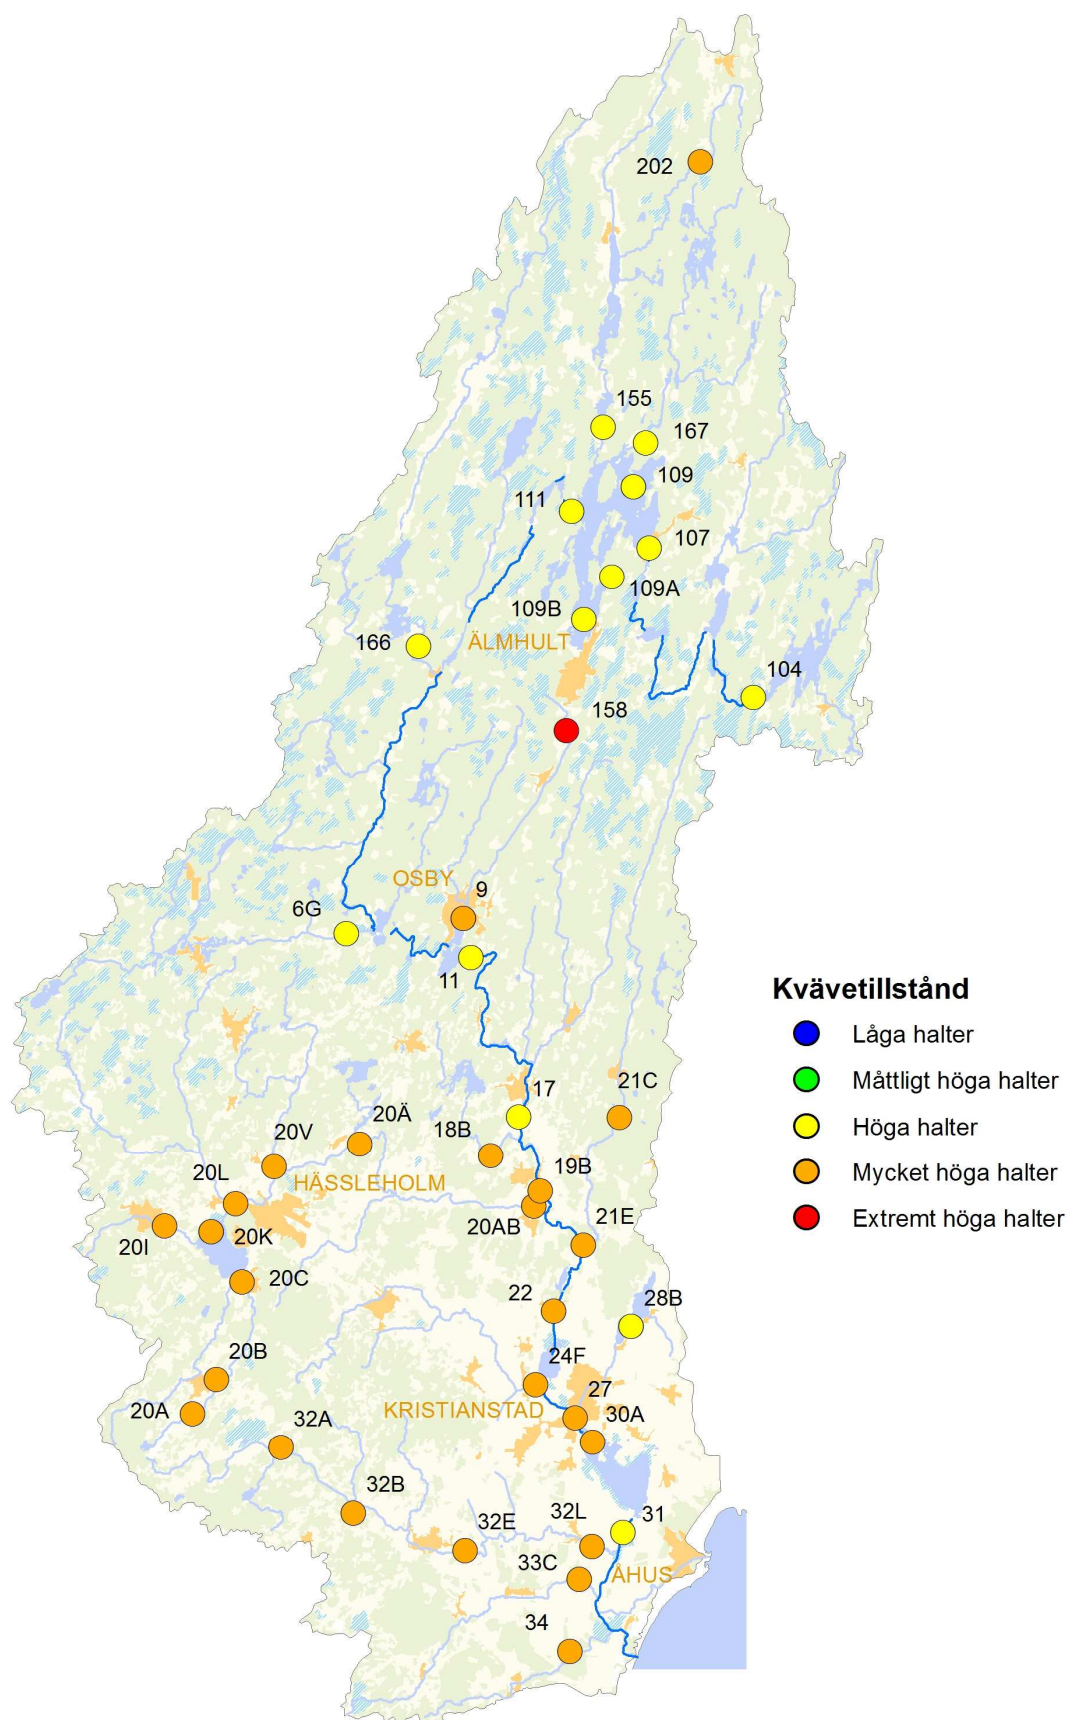 202
155
167
109
111
107
109A
109B
ÄLMHULT
166
104
158
OSBY
9
6G
11
Kvävetillstånd
Låga halter
Måttligt höga halter
Höga halter
Mycket höga halter
Extremt höga halter
17
21C
20Ä
18B
20V
HÄSSLEHOLM
19B
20L
20AB
21E
20I
20K
20C
22
28B
20B
24F
27
20A
KRISTIANSTAD
30A
32A
32B
32E
32L
31
33C
ÅHUS
34